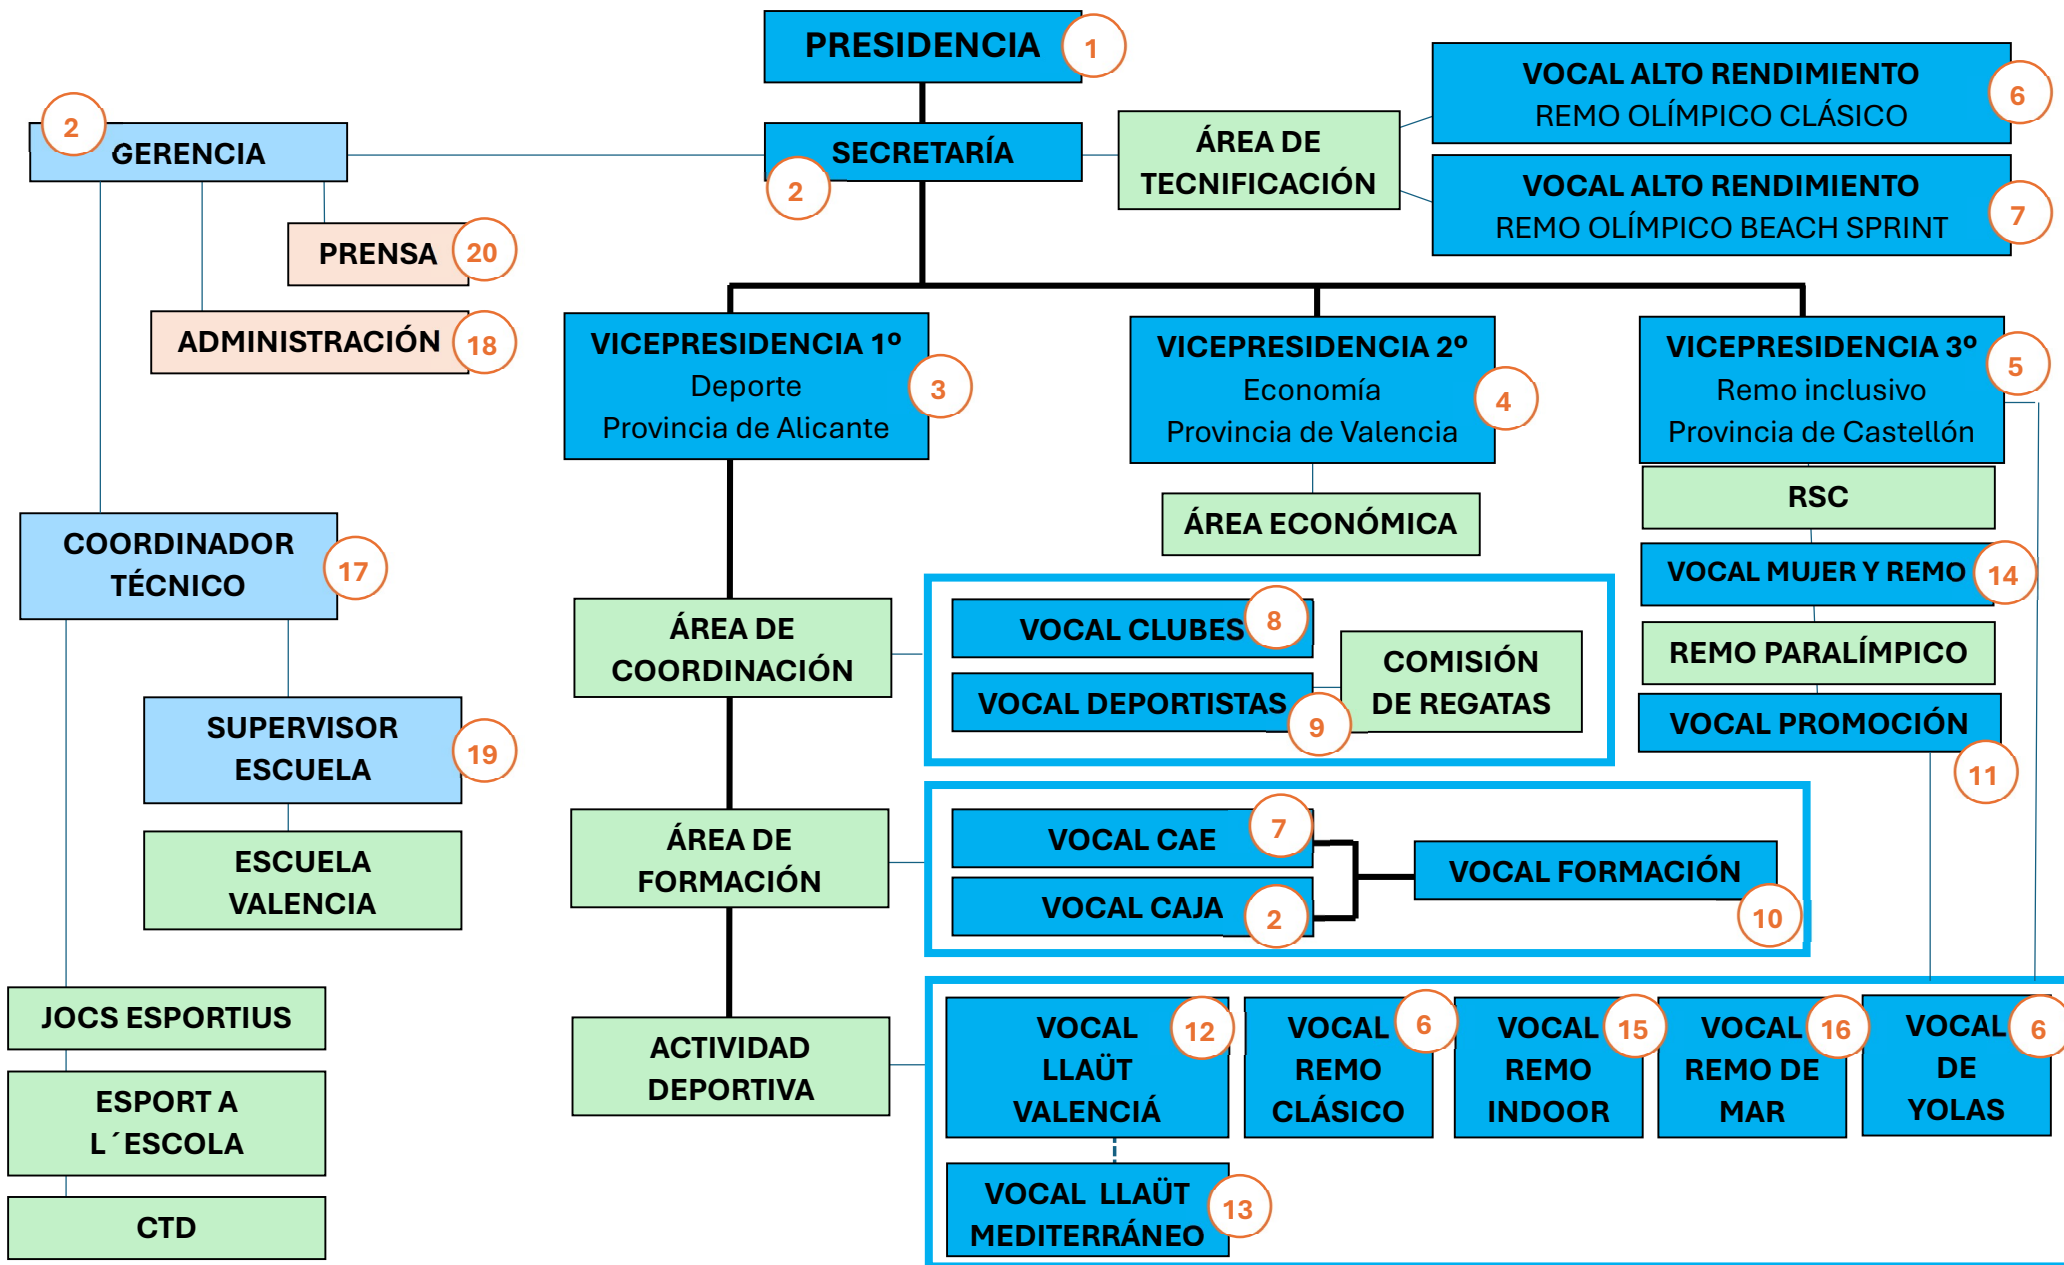 PRESIDENCIA
1
VOCAL ALTO RENDIMIENTO
REMO OLÍMPICO CLÁSICO
6
2
GERENCIA
SECRETARÍA
2
ÁREA DE
TECNIFICACIÓN
VOCAL ALTO RENDIMIENTO
REMO OLÍMPICO BEACH SPRINT
7
PRENSA
20
ADMINISTRACIÓN
18
VICEPRESIDENCIA 1º
Deporte
Provincia de Alicante
3
VICEPRESIDENCIA 2º
Economía
Provincia de Valencia
4
VICEPRESIDENCIA 3º
Remo inclusivo
Provincia de Castellón
5
RSC
ÁREA ECONÓMICA
COORDINADOR
TÉCNICO
17
VOCAL MUJER Y REMO
14
ÁREA DE
COORDINACIÓN
VOCAL CLUBES
8
VOCAL DEPORTISTAS
9
COMISIÓN
DE REGATAS
REMO PARALÍMPICO
VOCAL PROMOCIÓN
11
SUPERVISOR
ESCUELA
19
ESCUELA
VALENCIA
ÁREA DE
FORMACIÓN
VOCAL CAE
7
VOCAL CAJA
2
VOCAL FORMACIÓN
10
JOCS ESPORTIUS
ESPORT A
L´ESCOLA
CTD
ACTIVIDAD
DEPORTIVA
VOCAL
LLAÜT
VALENCIÁ
12
VOCAL
REMO
CLÁSICO
6
VOCAL
REMO
INDOOR
15
VOCAL
REMO DE
MAR
16
VOCAL
DE
YOLAS
6
VOCAL LLAÜT
MEDITERRÁNEO
13